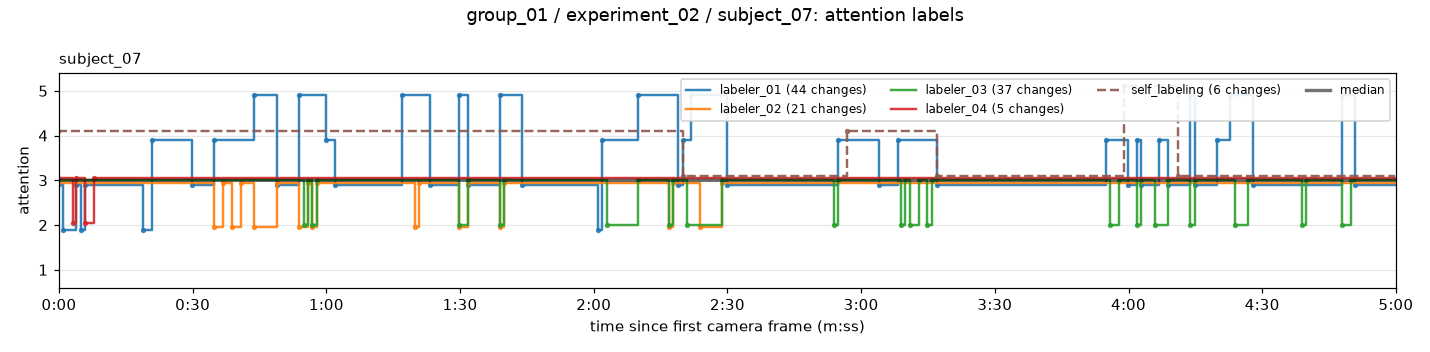 group_01 / experiment_02 / subject_07: attention labels
subject_07
labeler_01 (44 changes)
labeler_02 (21 changes)
labeler_03 (37 changes)
labeler_04 (5 changes)
self_labeling (6 changes)
median
attention
5
4
3
2
1
0:00 0:30 1:00 1:30 2:00 2:30 3:00 3:30 4:00 4:30 5:00
time since first camera frame (m:ss)